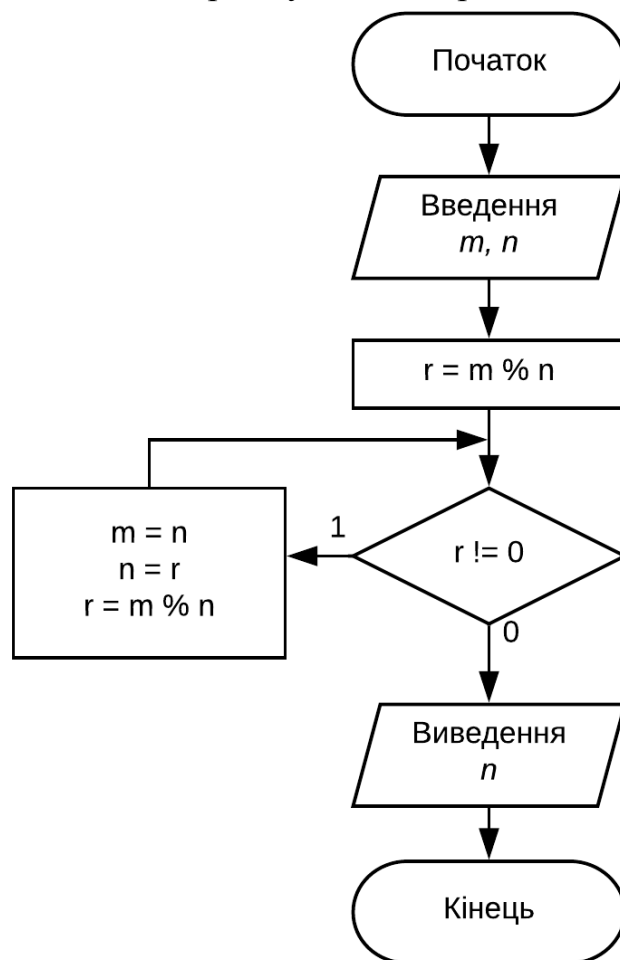 Початок
Введення
m, n
r = m % n
r != 0
1
m = n
n = r
r = m % n
0
Виведення
n
Кінець